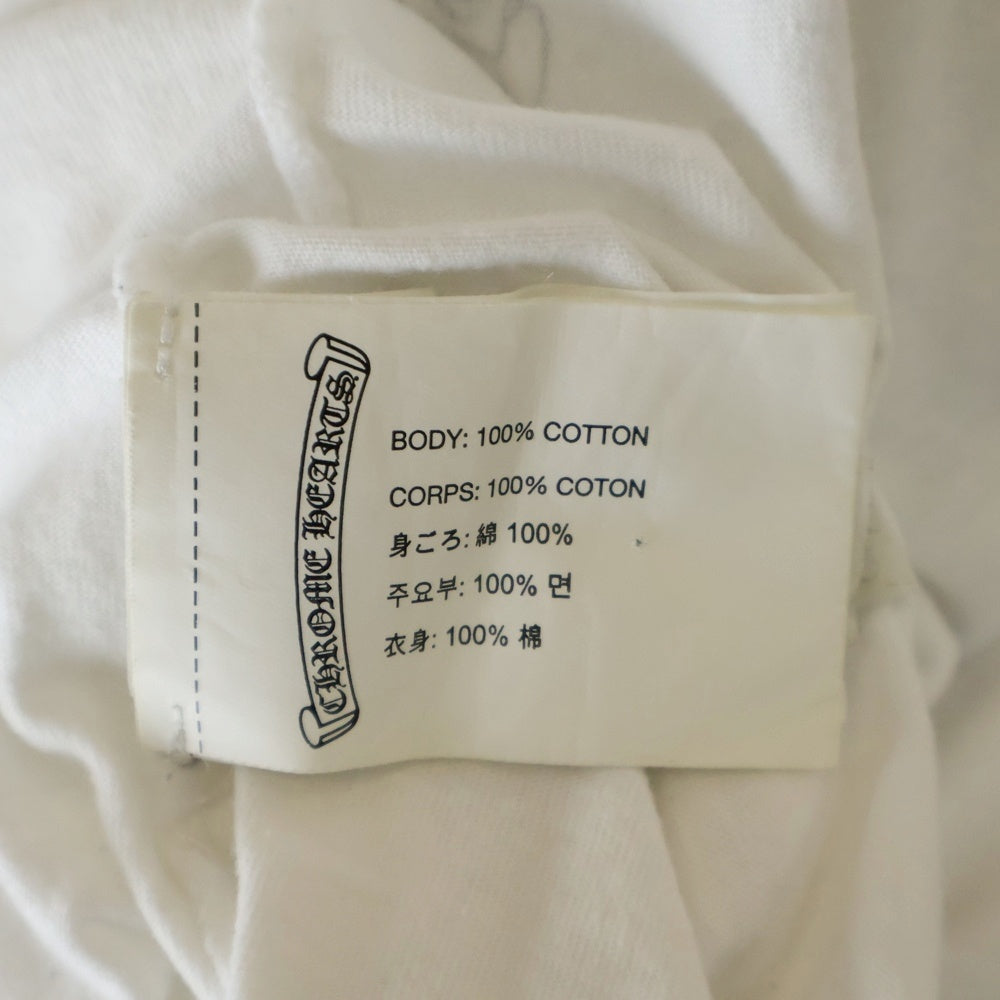 CHROME HEARTS
BODY: 100% COTTON
CORPS: 100% COTON
身ごろ: 綿 100%
주요부: 100% 면
衣身: 100% 棉